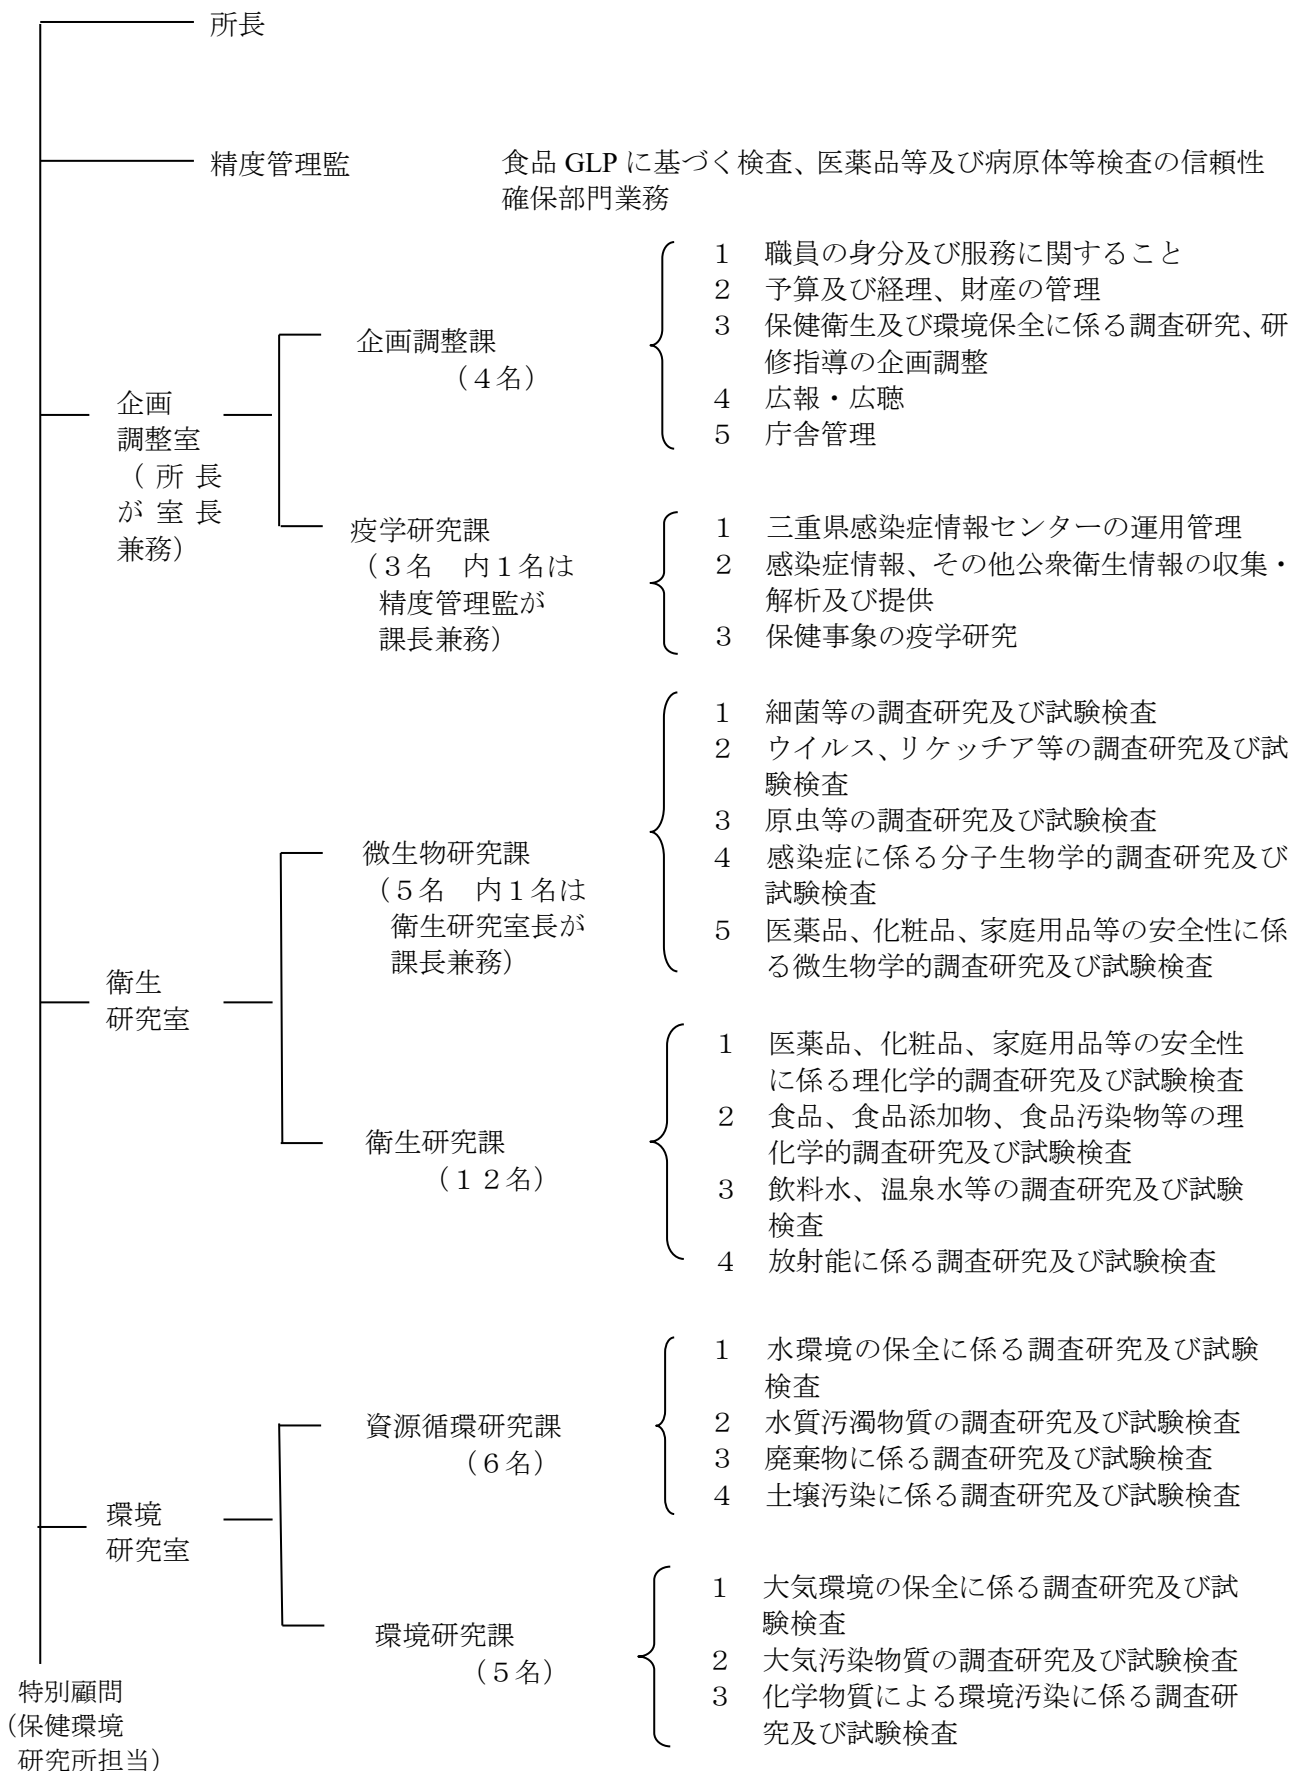 所長
精度管理監
食品 GLP に基づく検査、医薬品等及び病原体等検査の信頼性
確保部門業務
企画
調整室
（所長
が室長
兼務）
企画調整課
（４名）
１　職員の身分及び服務に関すること
２　予算及び経理、財産の管理
３　保健衛生及び環境保全に係る調査研究、研
修指導の企画調整
４　広報・広聴
５　庁舎管理
疫学研究課
（３名　内１名は
精度管理監が
課長兼務）
１　三重県感染症情報センターの運用管理
２　感染症情報、その他公衆衛生情報の収集・
解析及び提供
３　保健事象の疫学研究
衛生
研究室
微生物研究課
（５名　内１名は
衛生研究室長が
課長兼務）
１　細菌等の調査研究及び試験検査
２　ウイルス、リケッチア等の調査研究及び試
験検査
３　原虫等の調査研究及び試験検査
４　感染症に係る分子生物学的調査研究及び
試験検査
５　医薬品、化粧品、家庭用品等の安全性に係
る微生物学的調査研究及び試験検査
衛生研究課
（１２名）
１　医薬品、化粧品、家庭用品等の安全性
に係る理化学的調査研究及び試験検査
２　食品、食品添加物、食品汚染物等の理
化学的調査研究及び試験検査
３　飲料水、温泉水等の調査研究及び試験
検査
４　放射能に係る調査研究及び試験検査
環境
研究室
資源循環研究課
（６名）
１　水環境の保全に係る調査研究及び試験
検査
２　水質汚濁物質の調査研究及び試験検査
３　廃棄物に係る調査研究及び試験検査
４　土壌汚染に係る調査研究及び試験検査
環境研究課
（５名）
１　大気環境の保全に係る調査研究及び試
験検査
２　大気汚染物質の調査研究及び試験検査
３　化学物質による環境汚染に係る調査研
究及び試験検査
特別顧問
（保健環境
研究所担当）